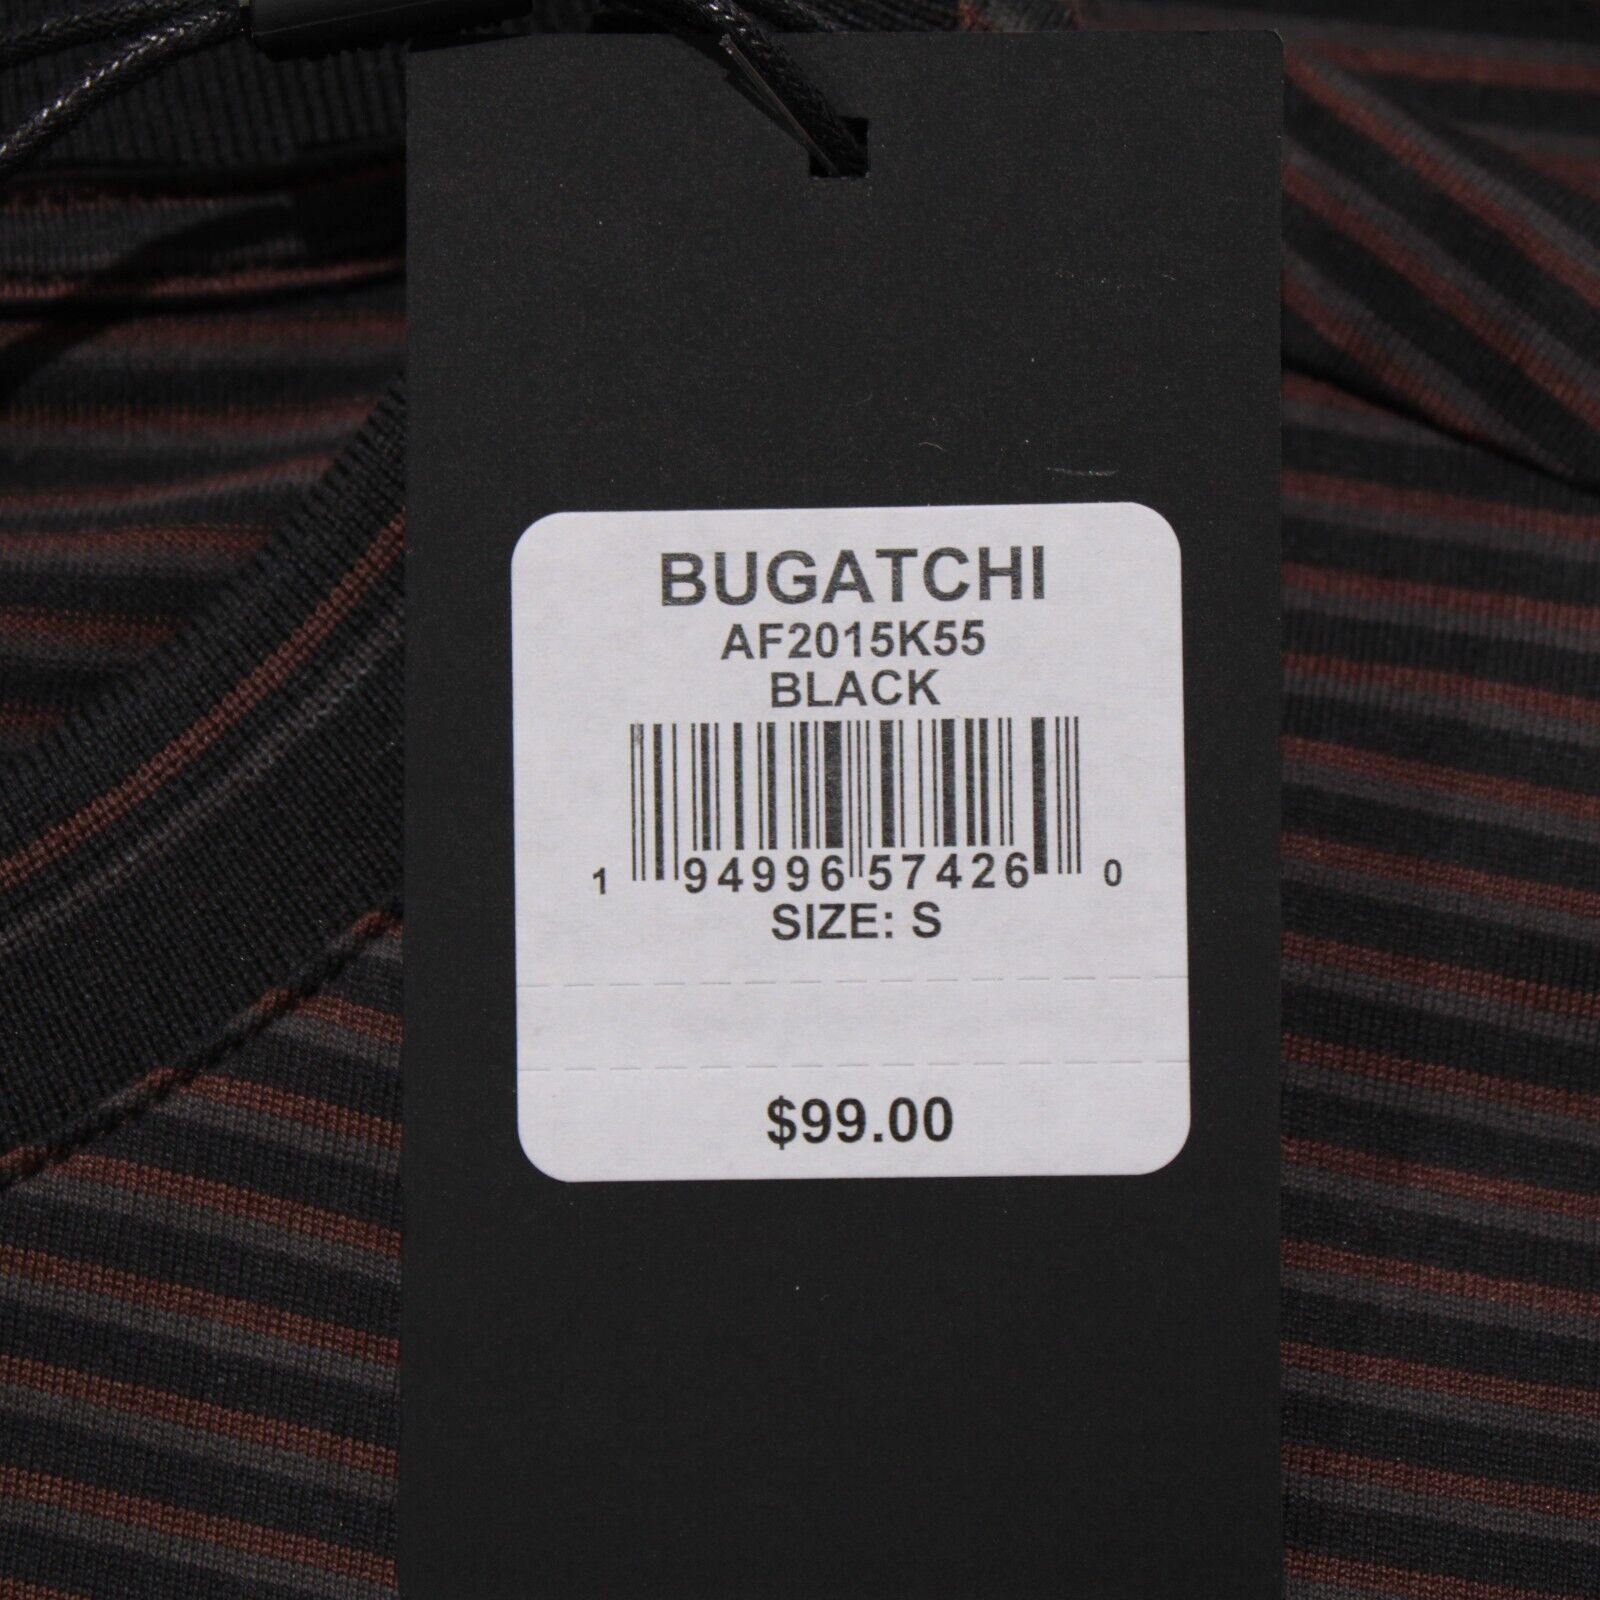 BUGATCHI
AF2015K55
BLACK
1 94996 57426 0
SIZE: S
$99.00